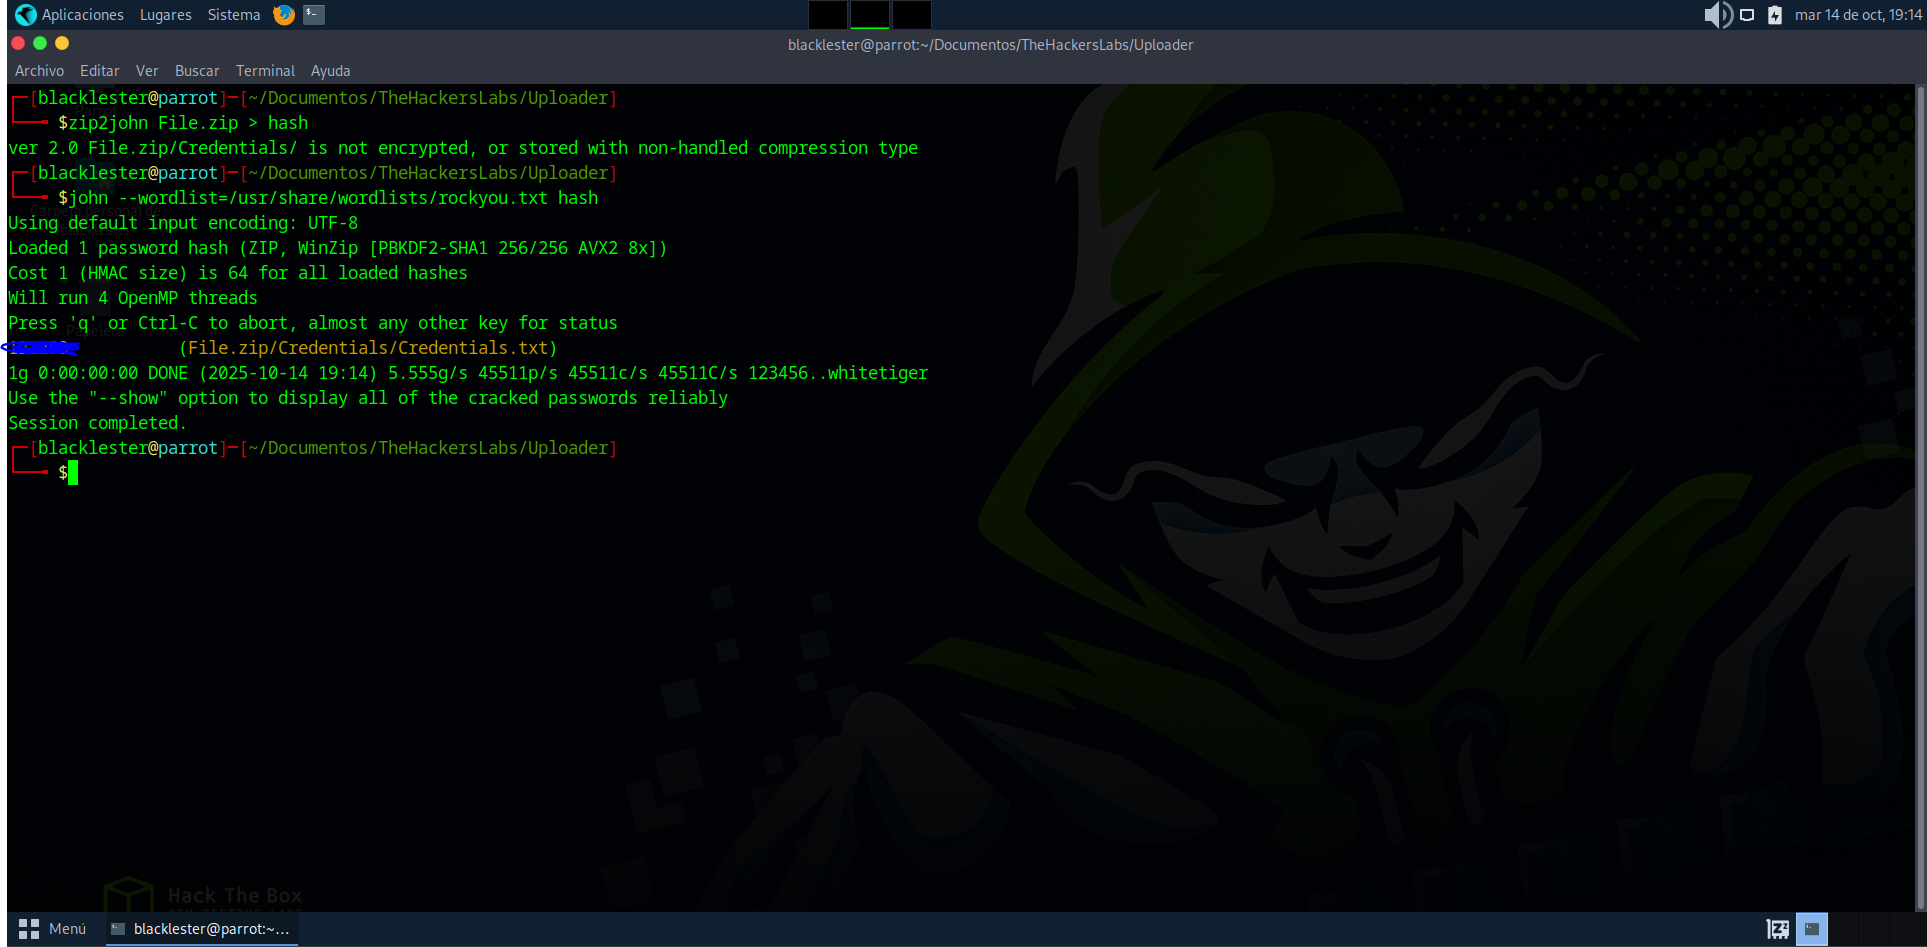 Aplicaciones Lugares Sistema mar 14 de oct, 19:14
blacklester@parrot:~/Documentos/TheHackersLabs/Uploader
Archivo Editar Ver Buscar Terminal Ayuda
[blacklester@parrot]─[~/Documentos/TheHackersLabs/Uploader]
$zip2john File.zip > hash
ver 2.0 File.zip/Credentials/ is not encrypted, or stored with non-handled compression type
[blacklester@parrot]─[~/Documentos/TheHackersLabs/Uploader]
$john --wordlist=/usr/share/wordlists/rockyou.txt hash
Using default input encoding: UTF-8
Loaded 1 password hash (ZIP, WinZip [PBKDF2-SHA1 256/256 AVX2 8x])
Cost 1 (HMAC size) is 64 for all loaded hashes
Will run 4 OpenMP threads
Press 'q' or Ctrl-C to abort, almost any other key for status
(File.zip/Credentials/Credentials.txt)
1g 0:00:00:00 DONE (2025-10-14 19:14) 5.555g/s 45511p/s 45511c/s 45511C/s 123456..whitetiger
Use the "--show" option to display all of the cracked passwords reliably
Session completed.
[blacklester@parrot]─[~/Documentos/TheHackersLabs/Uploader]
$
Hack The Box
Menú blacklester@parrot:~...